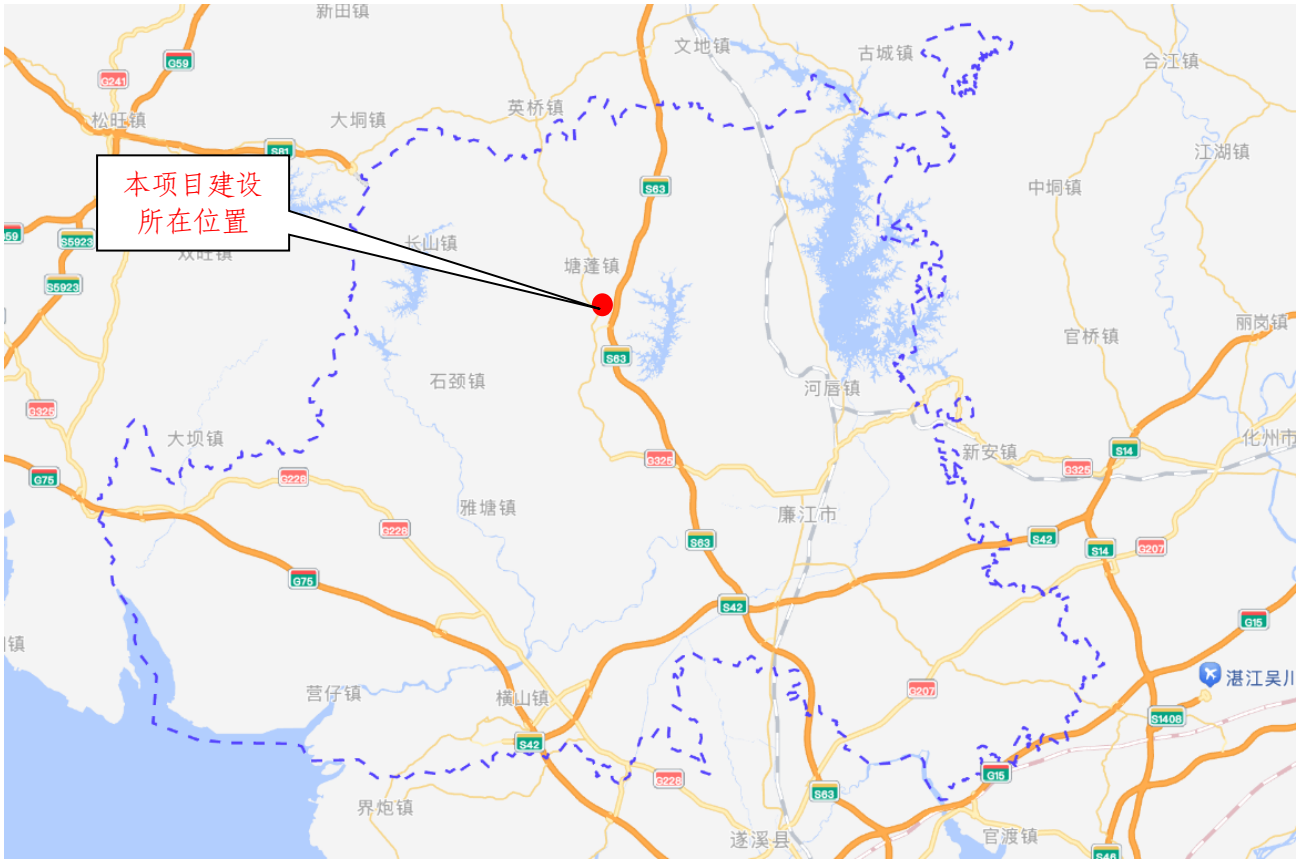 新田镇
文地镇
古城镇
合江镇
G59
G241
松旺镇
大垌镇
英桥镇
S81
江湖镇
本项目建设
所在位置
S63
中垌镇
59
S5923
双旺镇
长山镇
塘蓬镇
S5923
丽岗镇
官桥镇
S63
石颈镇
河唇镇
G325
大坝镇
新安镇
化州市
S14
G325
G325
G75
G228
雅塘镇
廉江市
G228
S63
S42
S14
G207
G75
S42
G15
镇
湛江吴川
营仔镇
横山镇
G207
S1408
S42
G228
G15
S63
界炮镇
遂溪县
官渡镇
S46